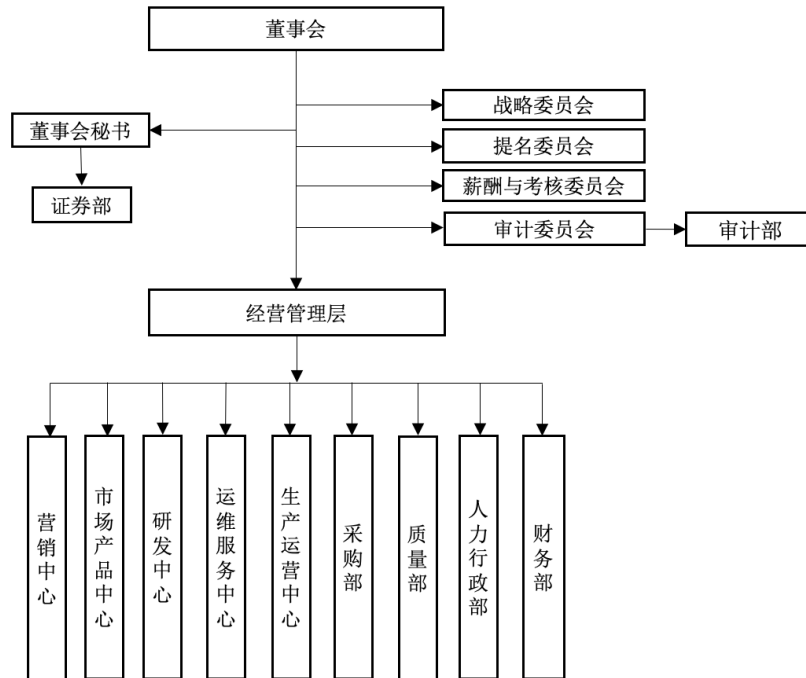 董事会
战略委员会
董事会秘书
提名委员会
薪酬与考核委员会
证券部
审计委员会
审计部
经营管理层
营销中心
市场产品中心
研发中心
运维服务中心
生产运营中心
采购部
质量部
人力行政部
财务部